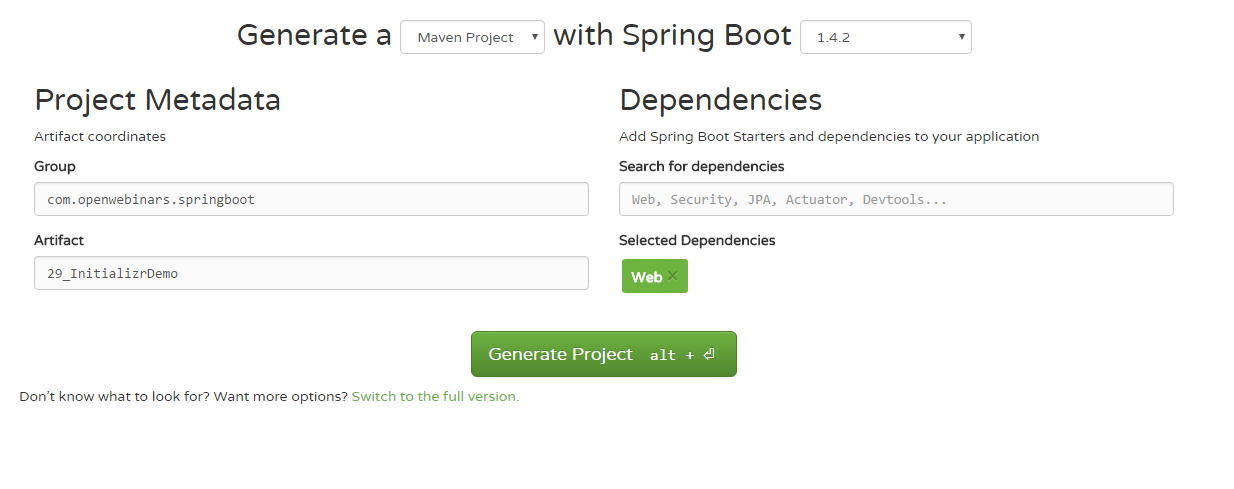 Generate a Maven Project with Spring Boot 1.4.2
Project Metadata
Artifact coordinates
Group
com.openwebinars.springboot
Artifact
29_InitializrDemo
Dependencies
Add Spring Boot Starters and dependencies to your application
Search for dependencies
Web, Security, JPA, Actuator, Devtools...
Selected Dependencies
Web ×
Generate Project alt + ⏎
Don't know what to look for? Want more options? Switch to the full version.